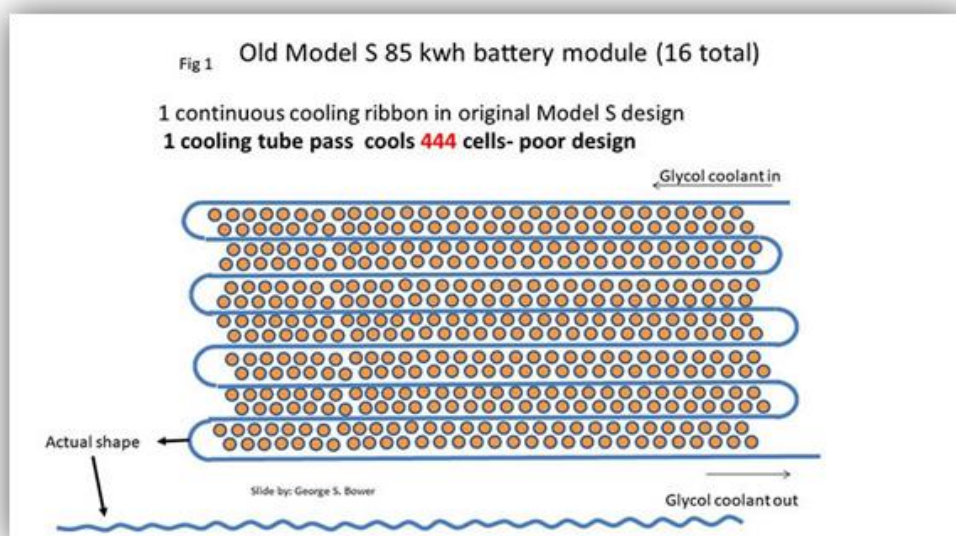 Fig 1 Old Model S 85 kwh battery module (16 total)
1 continuous cooling ribbon in original Model S design
1 cooling tube pass cools 444 cells- poor design
Glycol coolant in
Actual shape
Slide by: George S. Bower
Glycol coolant out